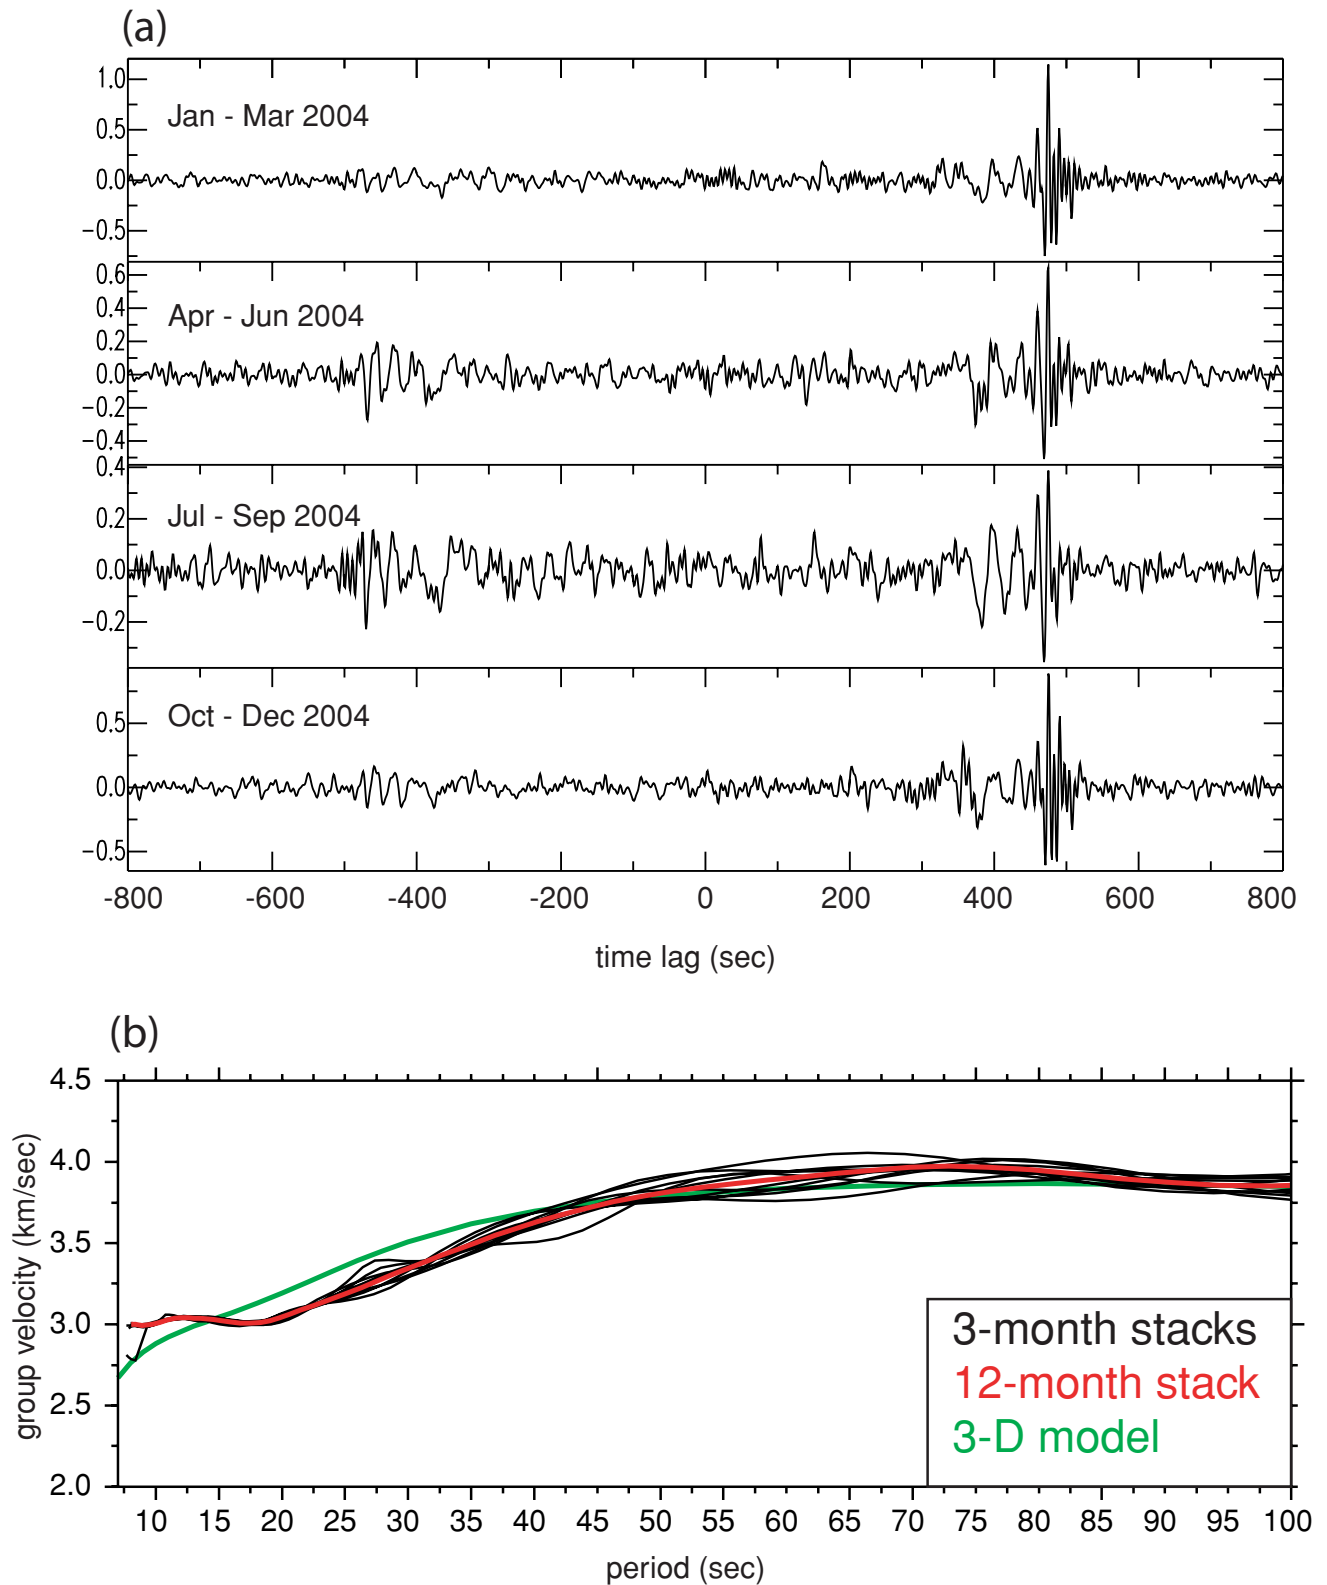 (a)
1.0
0.5
0.0
−0.5
Jan - Mar 2004
0.6
0.4
0.2
0.0
−0.2
−0.4
Apr - Jun 2004
0.4
0.2
0.0
−0.2
Jul - Sep 2004
0.5
0.0
−0.5
Oct - Dec 2004
-800 -600 -400 -200 0 200 400 600 800
time lag (sec)
(b)
4.5
4.0
3.5
3.0
2.5
2.0
group velocity (km/sec)
3-month stacks
12-month stack
3-D model
10 15 20 25 30 35 40 45 50 55 60 65 70 75 80 85 90 95 100
period (sec)